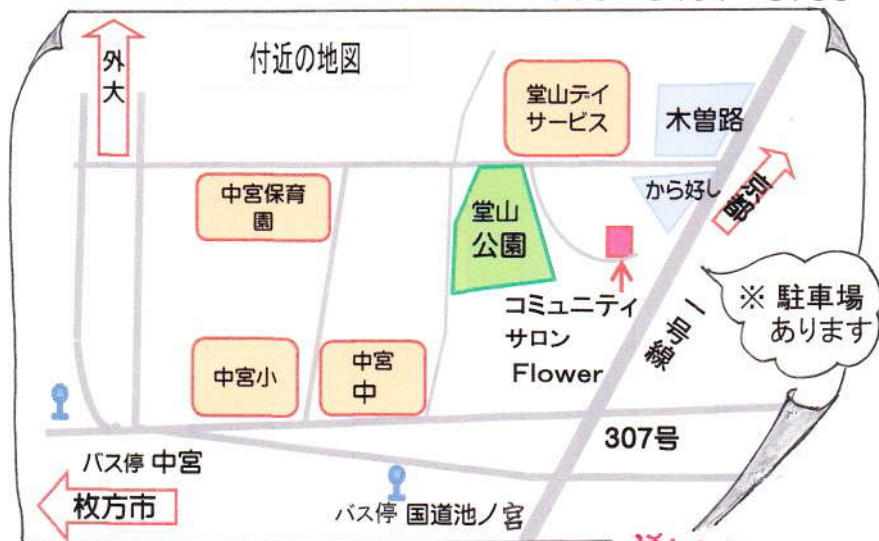 外大
付近の地図
堂山デイ
サービス
木曽路
から好し
京都
中宮保育
園
堂山
公園
コミュニティ
サロン
Flower
一号線
※ 駐車場
あります
中宮小
中宮
中
307号
バス停 中宮
枚方市
バス停 国道池ノ宮